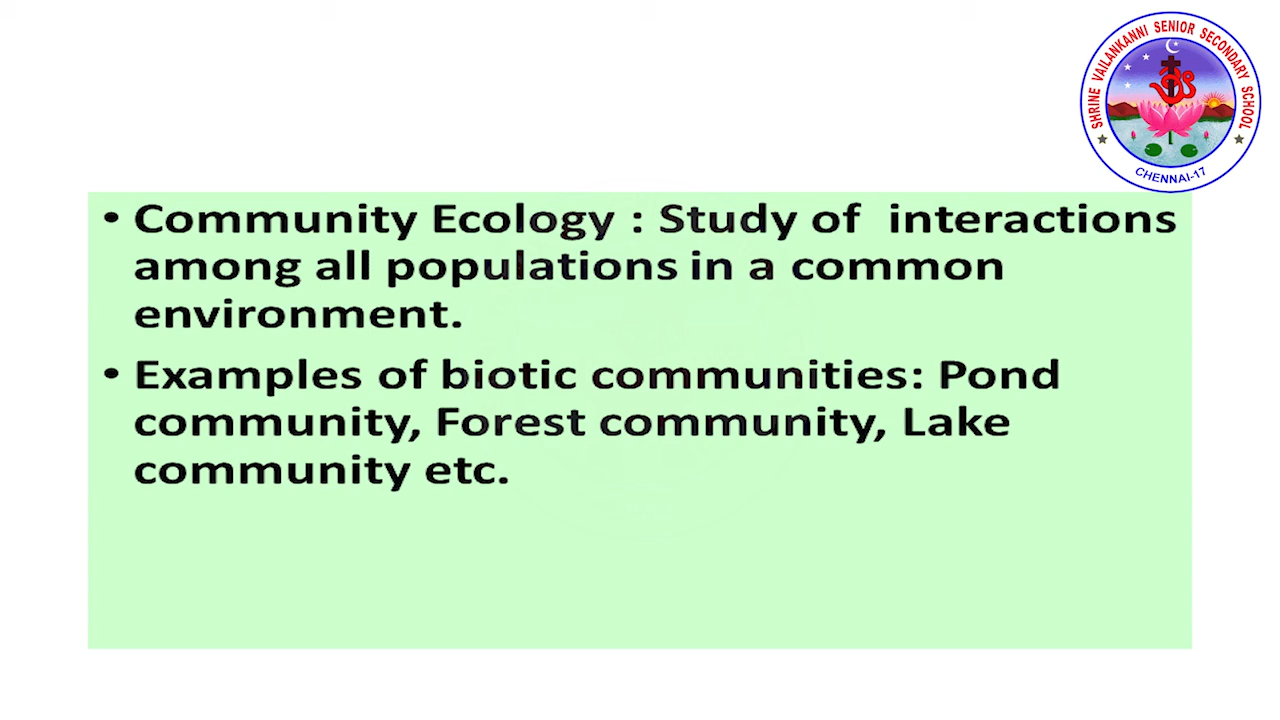 SHRINE VAILANKANNI SENIOR SECONDARY SCHOOL
CHENNAI-17
• Community Ecology : Study of interactions
among all populations in a common
environment.
• Examples of biotic communities: Pond
community, Forest community, Lake
community etc.